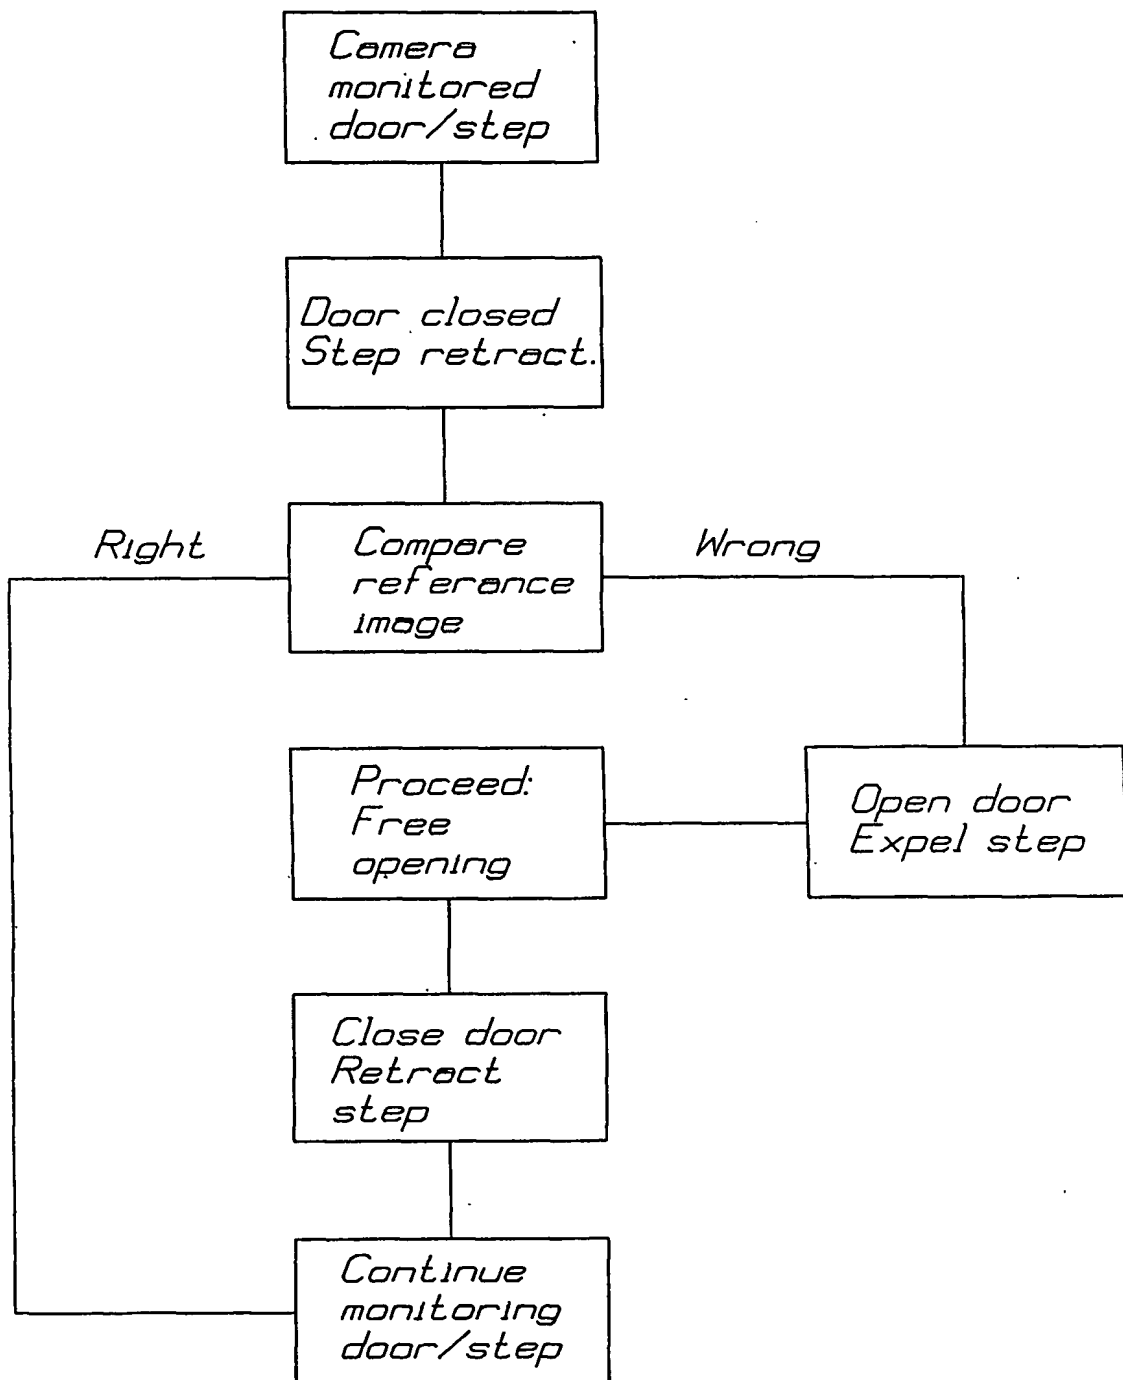 Camera
monitored
door/step
Door closed
Step retract.
Right
Compare
referance
image
Wrong
Proceed:
Free
opening
Open door
Expel step
Close door
Retract
step
Continue
monitoring
door/step